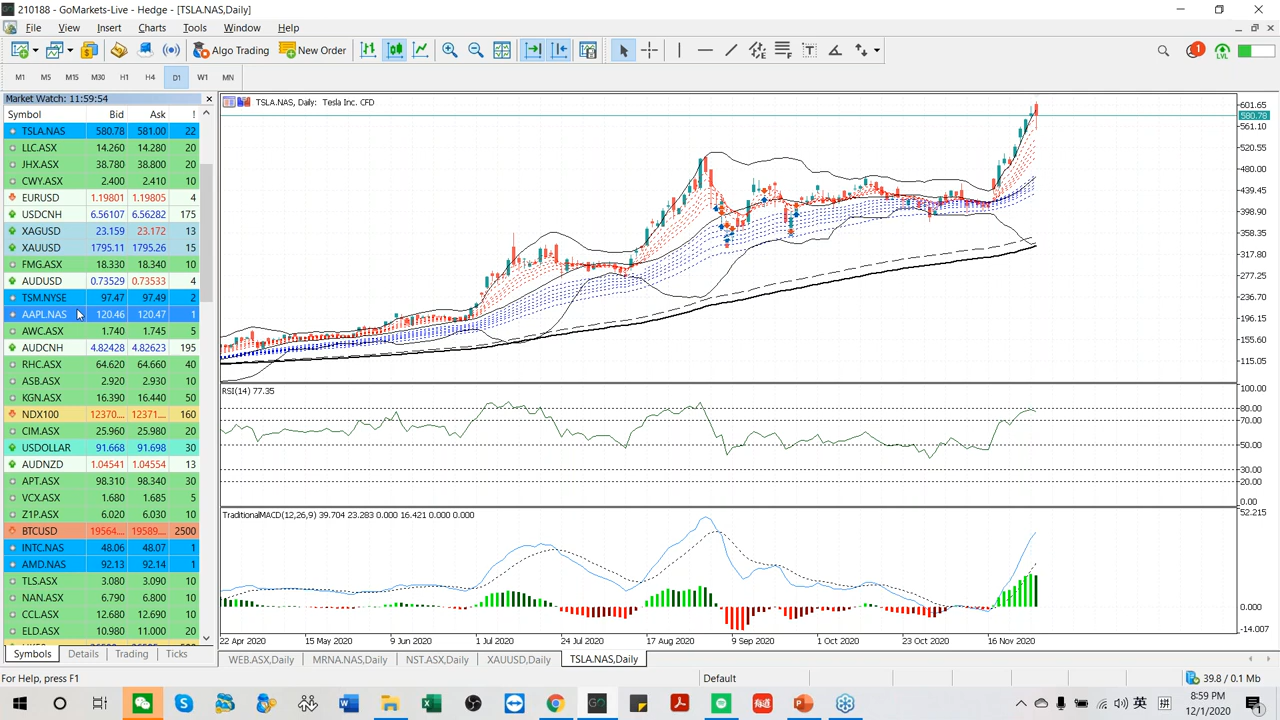 210188 - GoMarkets-Live - Hedge - [TSLA.NAS,Daily]
File View Insert Charts Tools Window Help
Algo Trading New Order 1 LVL
M1 M5 M15 M30 H1 H4 D1 W1 MN
Market Watch: 11:59:54
Symbol Bid Ask !
TSLA.NAS 580.78 581.00 22
LLC.ASX 14.260 14.280 20
JHX.ASX 38.780 38.800 40
CWY.ASX 2.400 2.410 10
EURUSD 1.19801 1.19805 4
USDCNH 6.56107 6.56282 175
XAGUSD 23.159 23.172 13
XAUUSD 1795.11 1795.26 15
FMG.ASX 18.330 18.340 10
AUDUSD 0.73529 0.73533 4
TSM.NYSE 97.47 97.49 2
AAPL.NAS 120.46 120.47 1
AWC.ASX 1.740 1.745 5
AUDCNH 4.82428 4.82623 195
RHC.ASX 64.620 64.660 40
ASB.ASX 2.920 2.930 10
KGN.ASX 16.390 16.440 50
NDX100 12370.... 12371.... 160
CIM.ASX 25.960 25.980 20
USDOLLAR 91.668 91.698 30
AUDNZD 1.04541 1.04554 13
APT.ASX 98.310 98.340 30
VCX.ASX 1.680 1.685 5
Z1P.ASX 6.020 6.030 10
BTCUSD 19564.... 19589.... 2500
INTC.NAS 48.06 48.07 1
AMD.NAS 92.13 92.14 1
TLS.ASX 3.080 3.090 10
NAN.ASX 6.790 6.800 10
CCL.ASX 12.680 12.690 10
ELD.ASX 10.980 11.000 20
Symbols Details Trading Ticks
TSLA.NAS, Daily: Tesla Inc. CFD
601.65
580.78
561.10
520.55
480.00
439.45
398.90
358.35
317.80
277.25
236.70
196.15
155.60
115.05
RSI(14) 77.35
100.00
80.00
70.00
50.00
30.00
20.00
0.00
TraditionalMACD(12,26,9) 39.704 23.283 0.000 16.421 0.000 0.000
52.215
0.000
-14.007
22 Apr 2020 15 May 2020 9 Jun 2020 1 Jul 2020 24 Jul 2020 17 Aug 2020 9 Sep 2020 1 Oct 2020 23 Oct 2020 16 Nov 2020
WEB.ASX,Daily MRNA.NAS,Daily NST.ASX,Daily XAUUSD,Daily TSLA.NAS,Daily
For Help, press F1 Default 39.8 / 0.1 Mb
英 拼 8:59 PM
12/1/2020